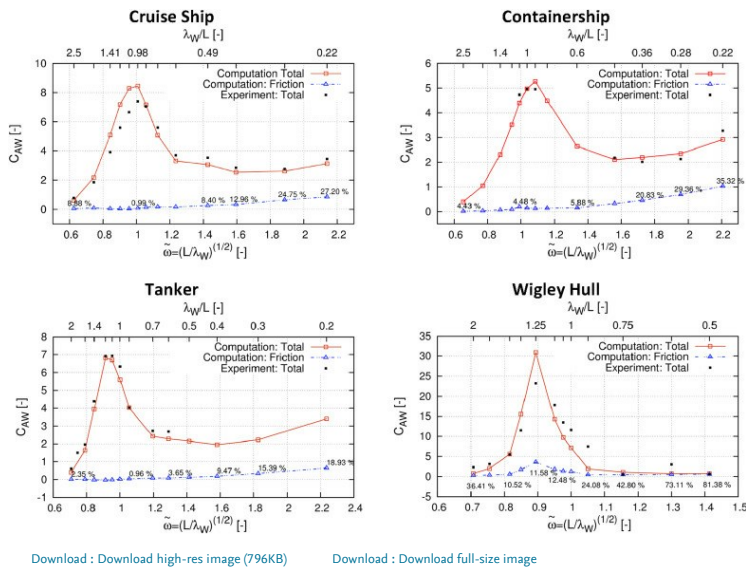 Cruise Ship
λW/L [-]
2.5 1.41 1 0.98 0.49 0.22
10
8
6
4
2
0
CAW [-]
Computation Total
Computation: Friction
Experiment: Total
8.88 % 0.99 % 8.40 % 12.96 % 24.75 % 27.20 %
0.6 0.8 1 1.2 1.4 1.6 1.8 2 2.2
ω̃=(L/λW)(1/2) [-]
Containership
λW/L [-]
2.5 1.4 1 0.6 0.36 0.28 0.22
6
5
4
3
2
1
0
CAW [-]
Computation: Total
Computation: Friction
Experiment: Total
4.43 % 4.48 % 5.88 % 20.83 % 29.36 % 35.32 %
0.6 0.8 1 1.2 1.4 1.6 1.8 2 2.2
ω̃=(L/λW)(1/2) [-]
Tanker
λW/L [-]
2 1.4 1 0.7 0.5 0.4 0.3 0.2
8
7
6
5
4
3
2
1
0
-1
CAW [-]
Computation: Total
Computation: Friction
Experiment: Total
2.35 % 0.96 % 3.65 % 9.47 % 15.39 % 18.93 %
0.6 0.8 1 1.2 1.4 1.6 1.8 2 2.2 2.4
ω̃=(L/λW)(1/2) [-]
Wigley Hull
λW/L [-]
2 1.25 1 0.75 0.5
35
30
25
20
15
10
5
0
-5
CAW [-]
Computation: Total
Computation: Friction
Experiment: Total
36.41 % 10.52 % 11.58 % 12.48 % 24.08 % 42.80 % 73.11 % 81.38 %
0.6 0.7 0.8 0.9 1 1.1 1.2 1.3 1.4 1.5
ω̃=(L/λW)(1/2) [-]
Download : Download high-res image (796KB) Download : Download full-size image